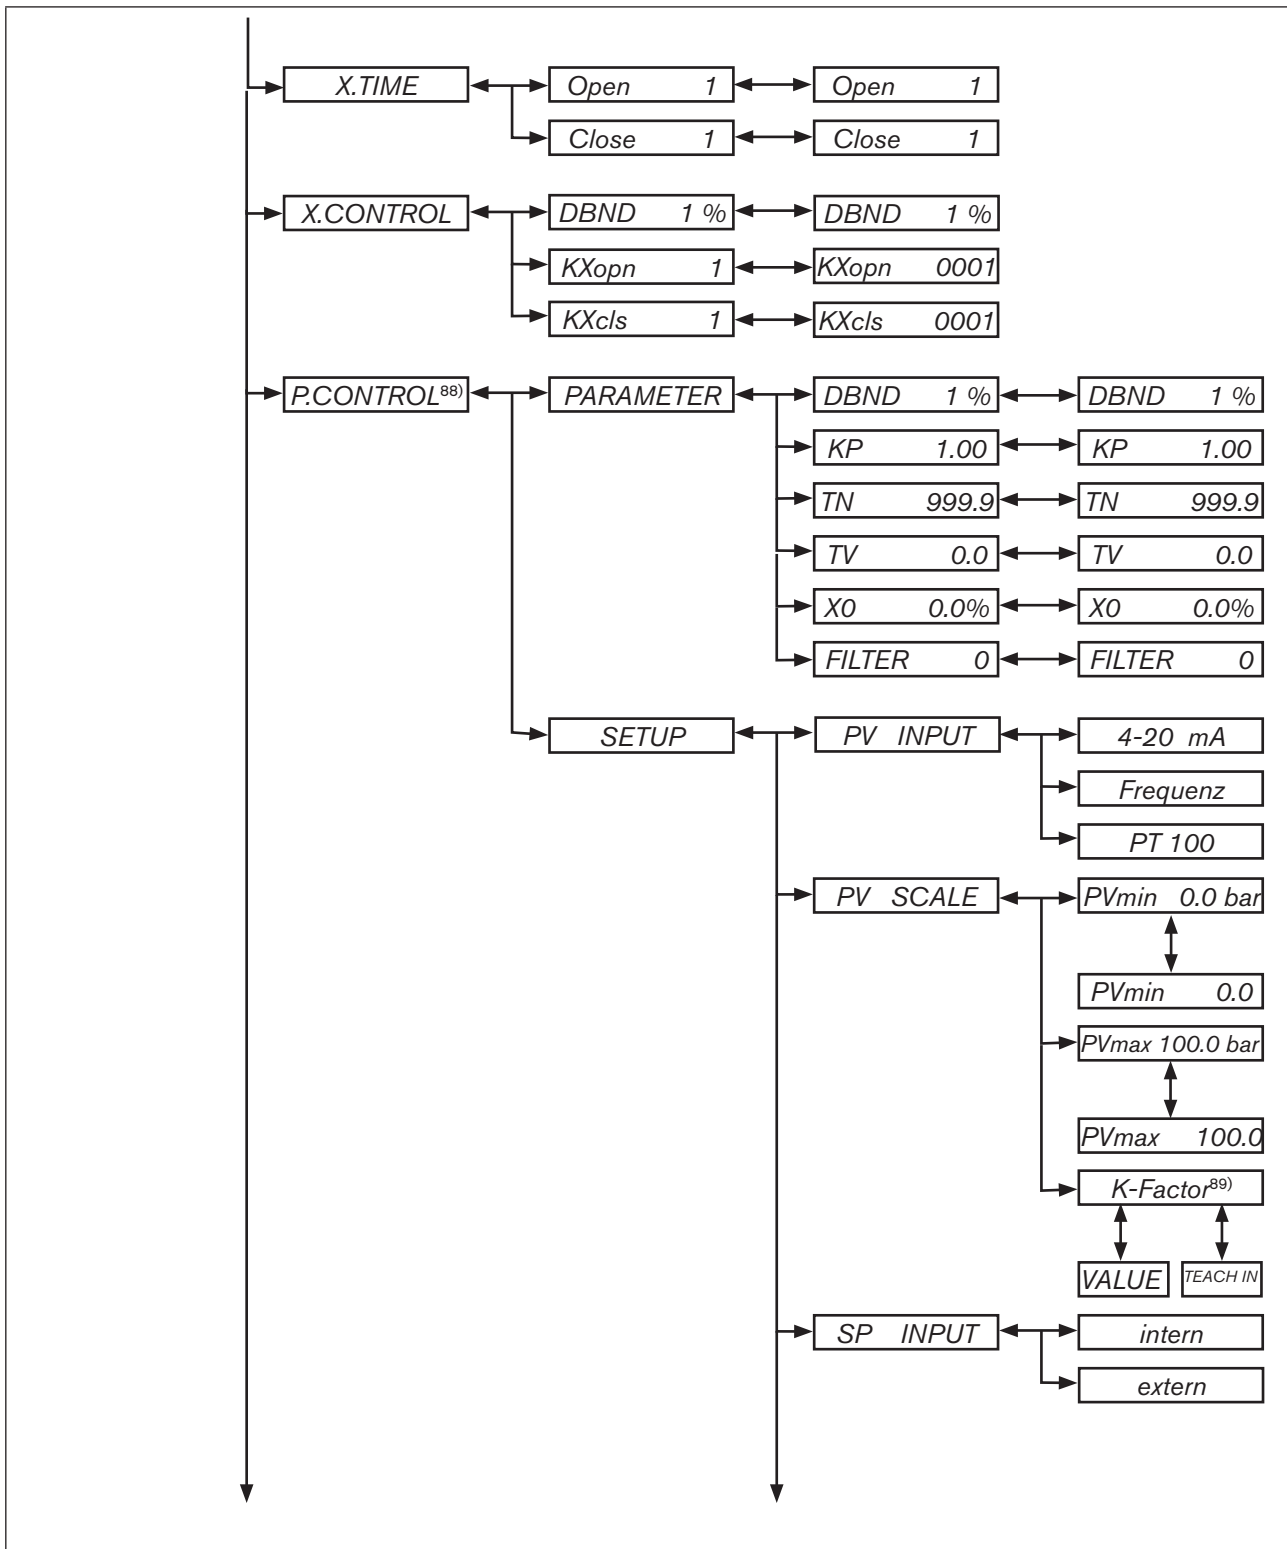 X.TIME Open 1 Open 1
Close 1 Close 1
X.CONTROL DBND 1 % DBND 1 %
KXopn 1 KXopn 0001
KXcls 1 KXcls 0001
P.CONTROL88) PARAMETER DBND 1 % DBND 1 %
KP 1.00 KP 1.00
TN 999.9 TN 999.9
TV 0.0 TV 0.0
X0 0.0% X0 0.0%
FILTER 0 FILTER 0
SETUP PV INPUT 4-20 mA
Frequenz
PT 100
PV SCALE PVmin 0.0 bar
PVmin 0.0
PVmax 100.0 bar
PVmax 100.0
K-Factor89)
VALUE TEACH IN
SP INPUT intern
extern